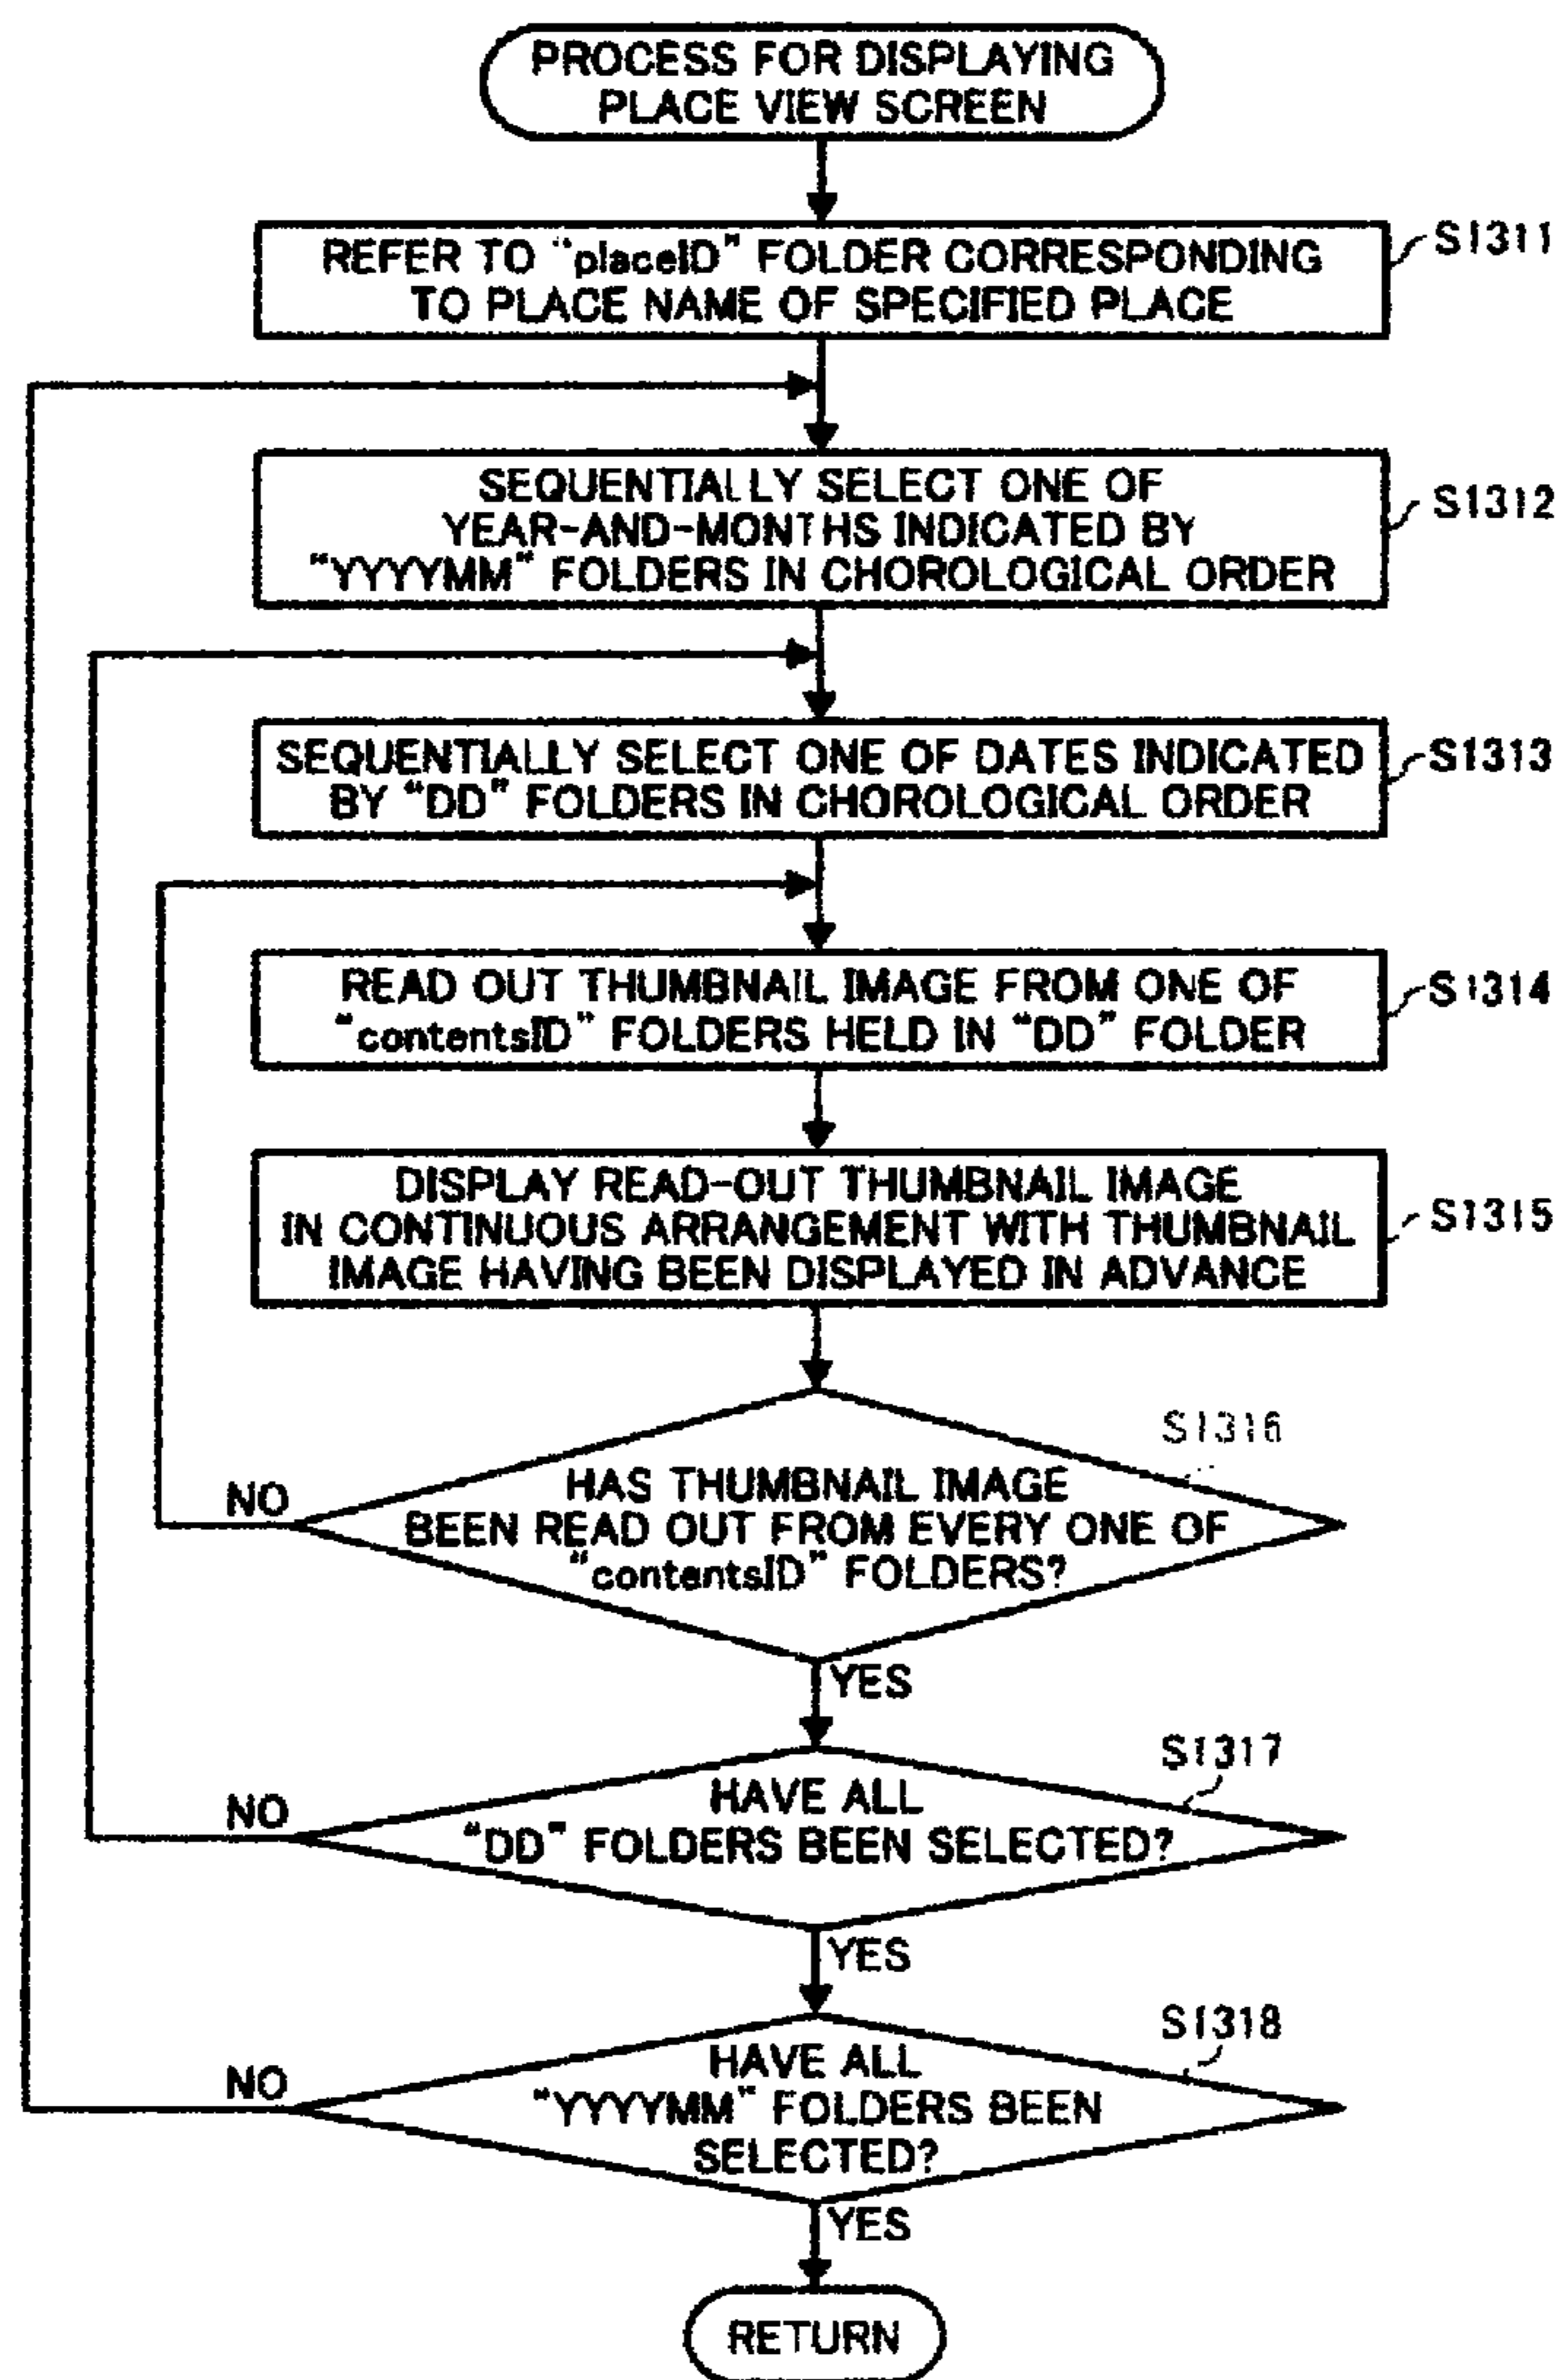 PROCESS FOR DISPLAYING
PLACE VIEW SCREEN
REFER TO “placeID” FOLDER CORRESPONDING
TO PLACE NAME OF SPECIFIED PLACE
S1311
SEQUENTIALLY SELECT ONE OF
YEAR-AND-MONTHS INDICATED BY
“YYYYMM” FOLDERS IN CHOROLOGICAL ORDER
S1312
SEQUENTIALLY SELECT ONE OF DATES INDICATED
BY “DD” FOLDERS IN CHOROLOGICAL ORDER
S1313
READ OUT THUMBNAIL IMAGE FROM ONE OF
“contentsID” FOLDERS HELD IN “DD” FOLDER
S1314
DISPLAY READ-OUT THUMBNAIL IMAGE
IN CONTINUOUS ARRANGEMENT WITH THUMBNAIL
IMAGE HAVING BEEN DISPLAYED IN ADVANCE
S1315
S1316
HAS THUMBNAIL IMAGE
BEEN READ OUT FROM EVERY ONE OF
“contentsID” FOLDERS?
NO
YES
S1317
HAVE ALL
“DD” FOLDERS BEEN SELECTED?
NO
YES
S1318
HAVE ALL
“YYYYMM” FOLDERS BEEN
SELECTED?
NO
YES
RETURN